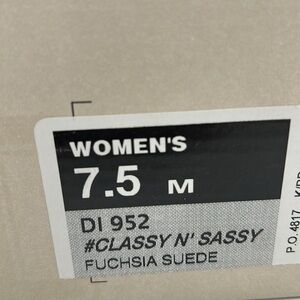 WOMEN'S
7.5 M
DI 952
#CLASSY N' SASSY
FUCHSIA SUEDE
P.O. 4817